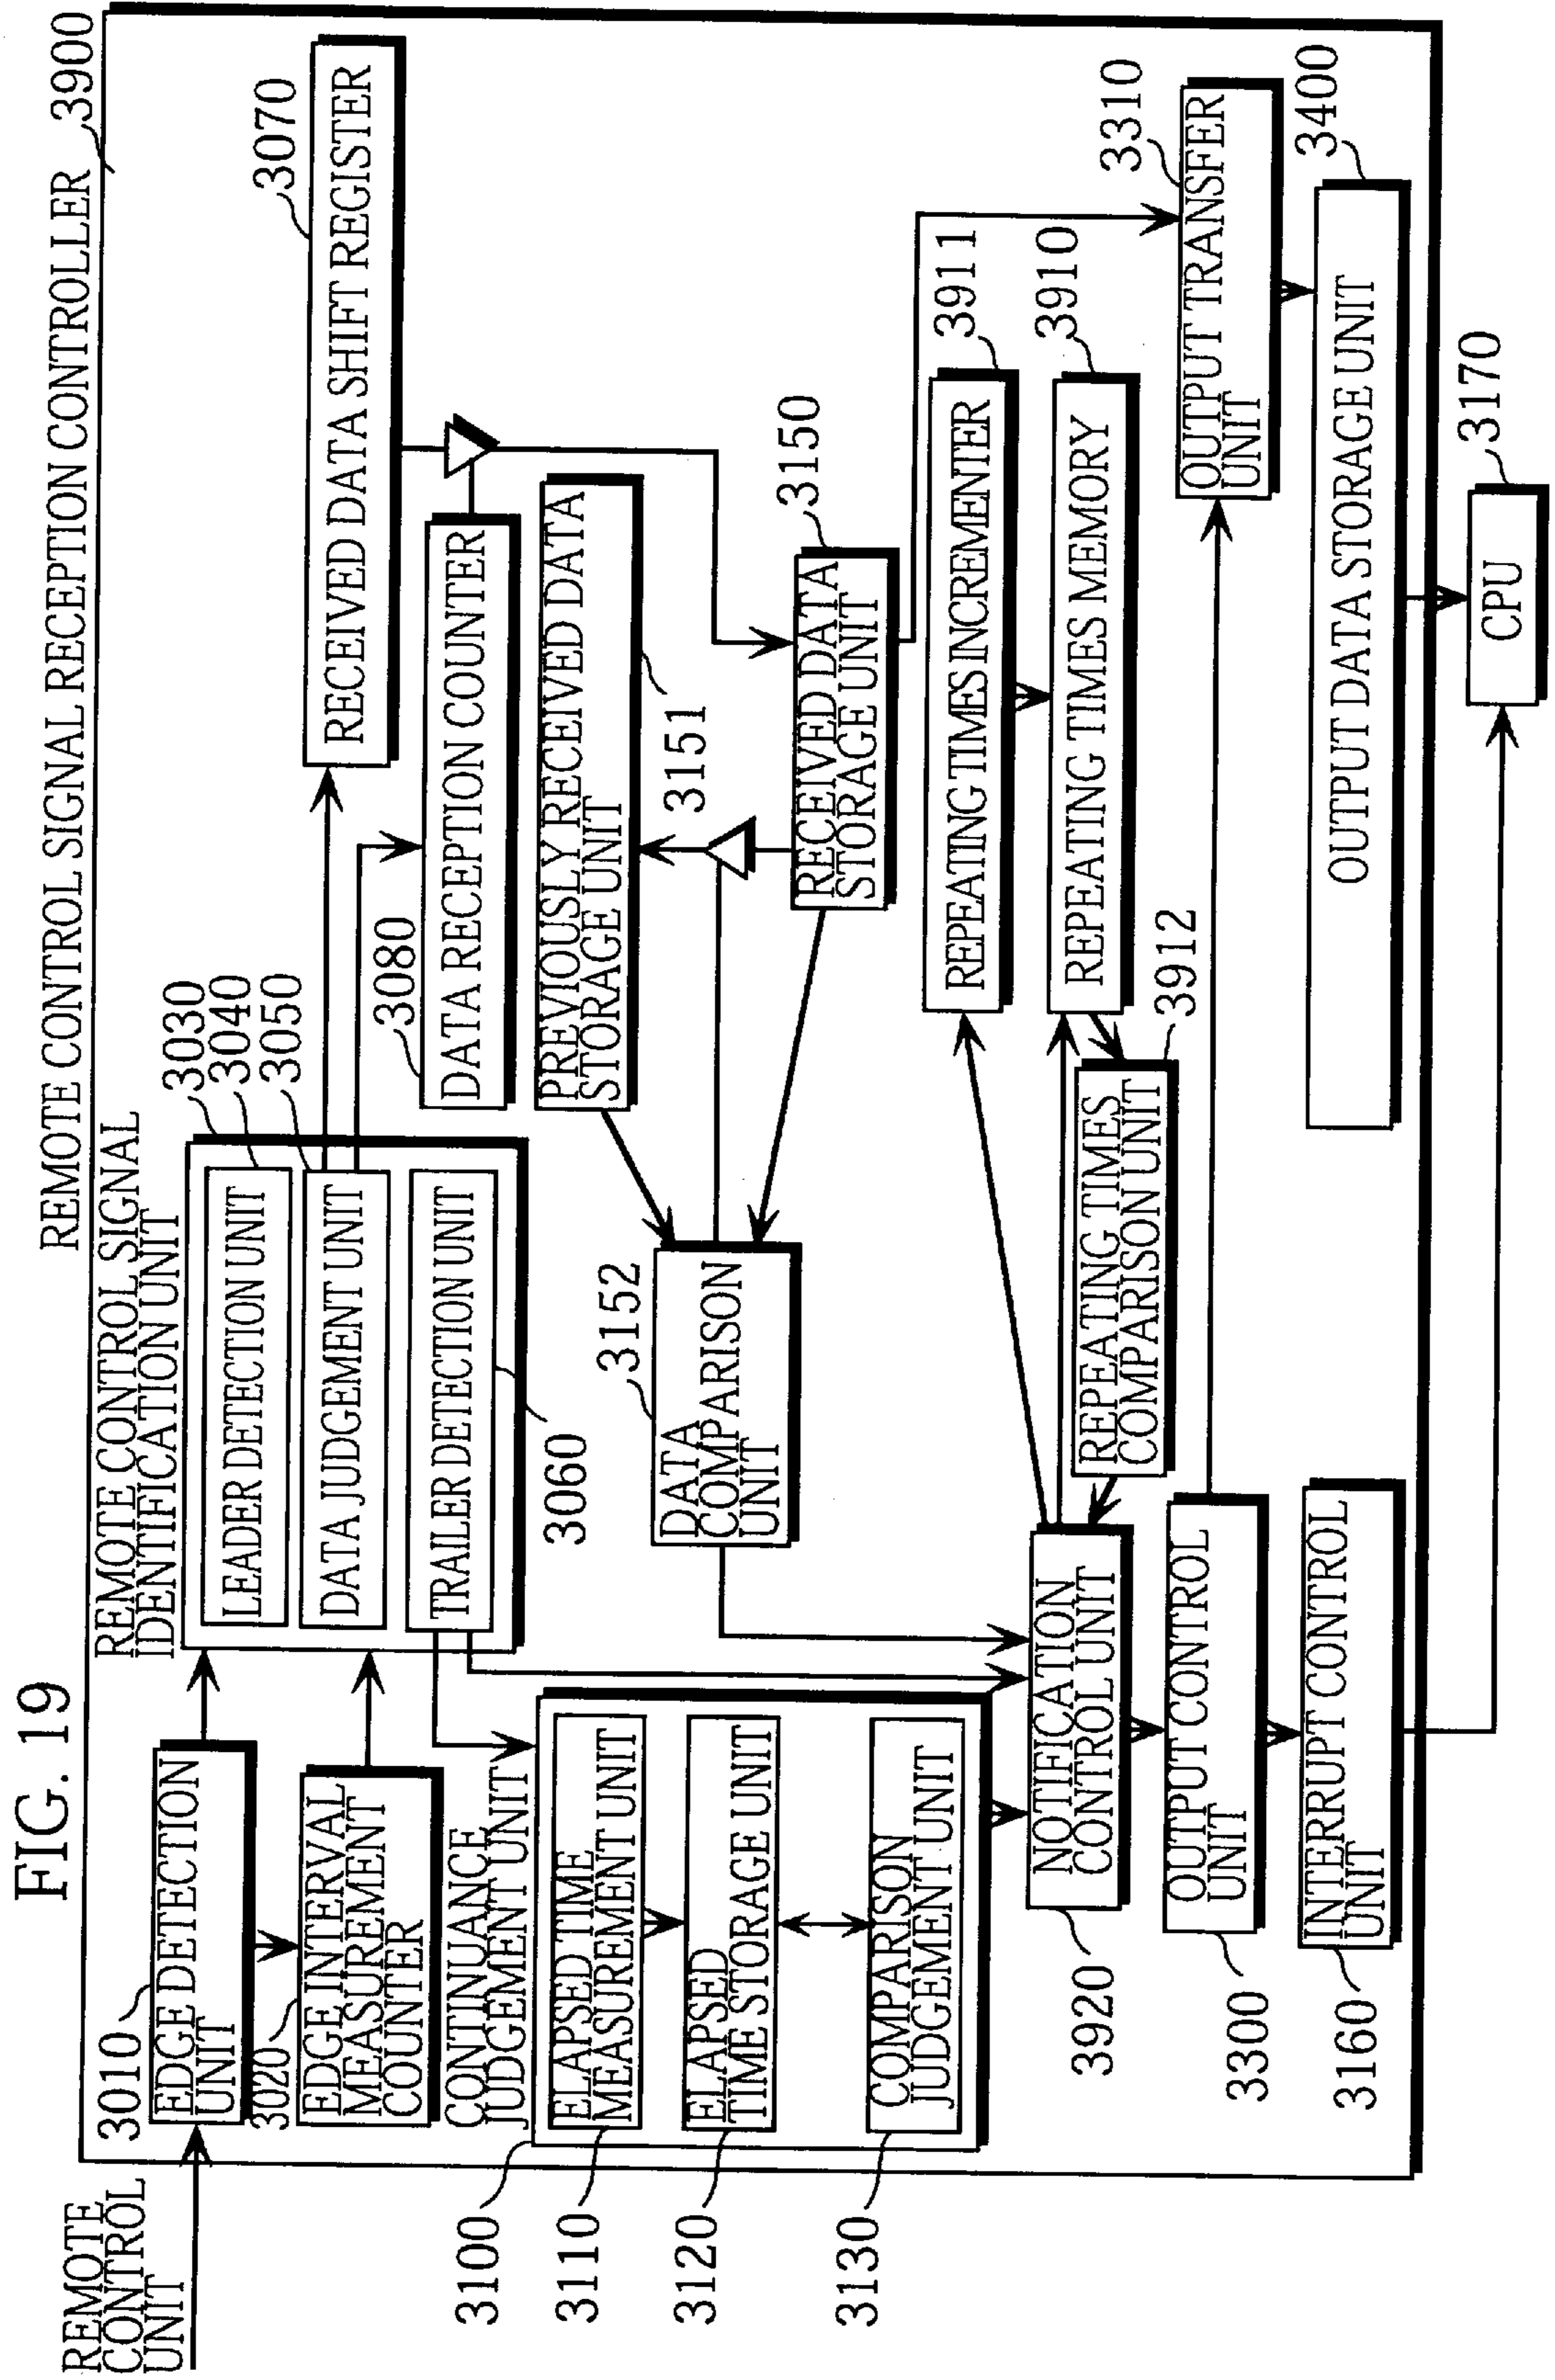 FIG. 19
REMOTE CONTROL SIGNAL RECEPTION CONTROLLER 3900
REMOTE
CONTROL
UNIT
3010
EDGE DETECTION
UNIT
3020
EDGE INTERVAL
MEASUREMENT
COUNTER
REMOTE CONTROL SIGNAL
IDENTIFICATION UNIT
3030
3040
3050
LEADER DETECTION UNIT
DATA JUDGEMENT UNIT
TRAILER DETECTION UNIT
3060
3070
RECEIVED DATA SHIFT REGISTER
3080
DATA RECEPTION COUNTER
PREVIOUSLY RECEIVED DATA
STORAGE UNIT
3151
3152
DATA
COMPARISON
UNIT
3150
RECEIVED DATA
STORAGE UNIT
CONTINUANCE
JUDGEMENT UNIT
3100
ELAPSED TIME
MEASUREMENT UNIT
3110
ELAPSED
TIME STORAGE UNIT
3120
COMPARISON
JUDGEMENT UNIT
3130
3911
REPEATING TIMES INCREMENTER
3910
REPEATING TIMES MEMORY
3912
REPEATING TIMES
COMPARISON UNIT
NOTIFICATION
CONTROL UNIT
3920
OUTPUT CONTROL
UNIT
3300
3310
OUTPUT TRANSFER
UNIT
INTERRUPT CONTROL
UNIT
3160
3400
OUTPUT DATA STORAGE UNIT
3170
CPU